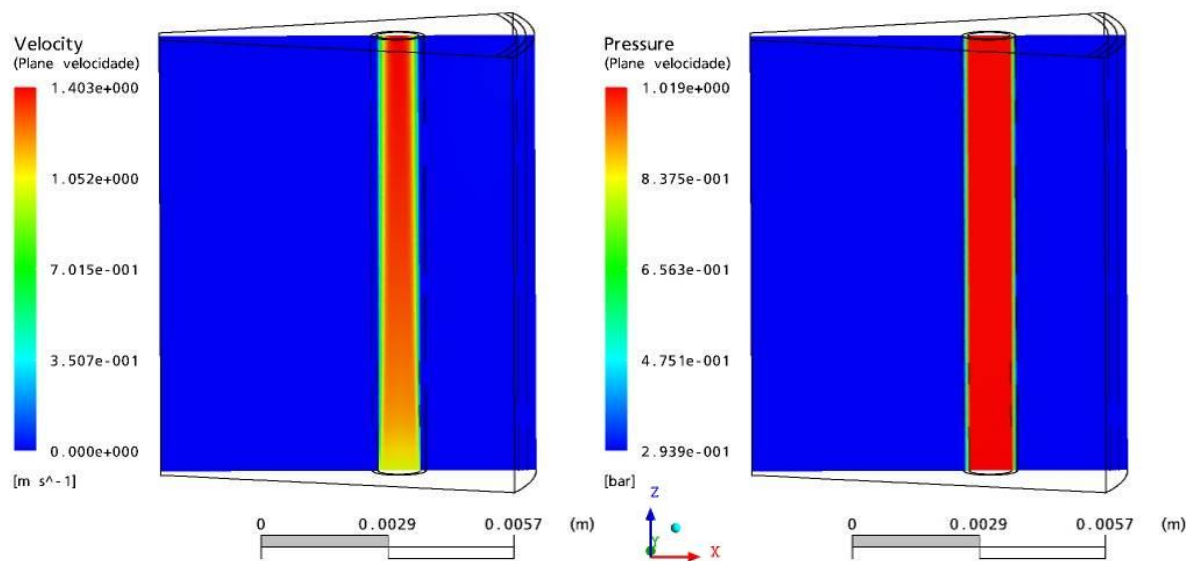 Velocity
(Plane velocidade)
1.403e+000
1.052e+000
7.015e-001
3.507e-001
0.000e+000
[m s^-1]
0 0.0029 0.0057 (m)
Pressure
(Plane velocidade)
1.019e+000
8.375e-001
6.563e-001
4.751e-001
2.939e-001
[bar]
Z
Y
X
0 0.0029 0.0057 (m)